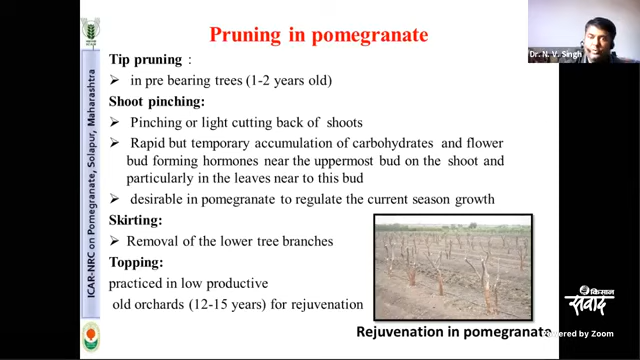 Pruning in pomegranate
Dr. N. V. Singh
Tip pruning :
➢ in pre bearing trees (1-2 years old)
Shoot pinching:
➢ Pinching or light cutting back of shoots
➢ Rapid but temporary accumulation of carbohydrates and flower
bud forming hormones near the uppermost bud on the shoot and
particularly in the leaves near to this bud
➢ desirable in pomegranate to regulate the current season growth
Skirting:
➢ Removal of the lower tree branches
Topping:
practiced in low productive
old orchards (12-15 years) for rejuvenation
Rejuvenation in pomegranate
ICAR-NRC on Pomegranate, Solapur, Maharashtra
किसान
संवाद
Powered by Zoom